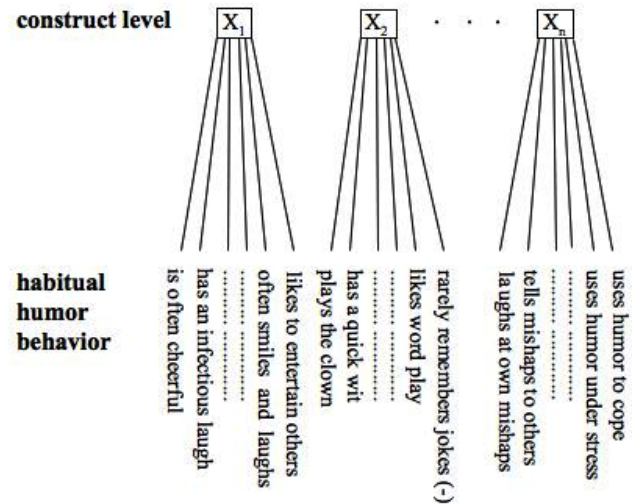 construct level
X1
X2
. . .
Xn
habitual
humor
behavior
is often cheerful
has an infectious laugh
............. .............
............. .............
often smiles and laughs
likes to entertain others
plays the clown
has a quick wit
............. .............
............. .............
likes word play
rarely remembers jokes (-)
laughs at own mishaps
tells mishaps to others
............. .............
............. .............
uses humor under stress
uses humor to cope